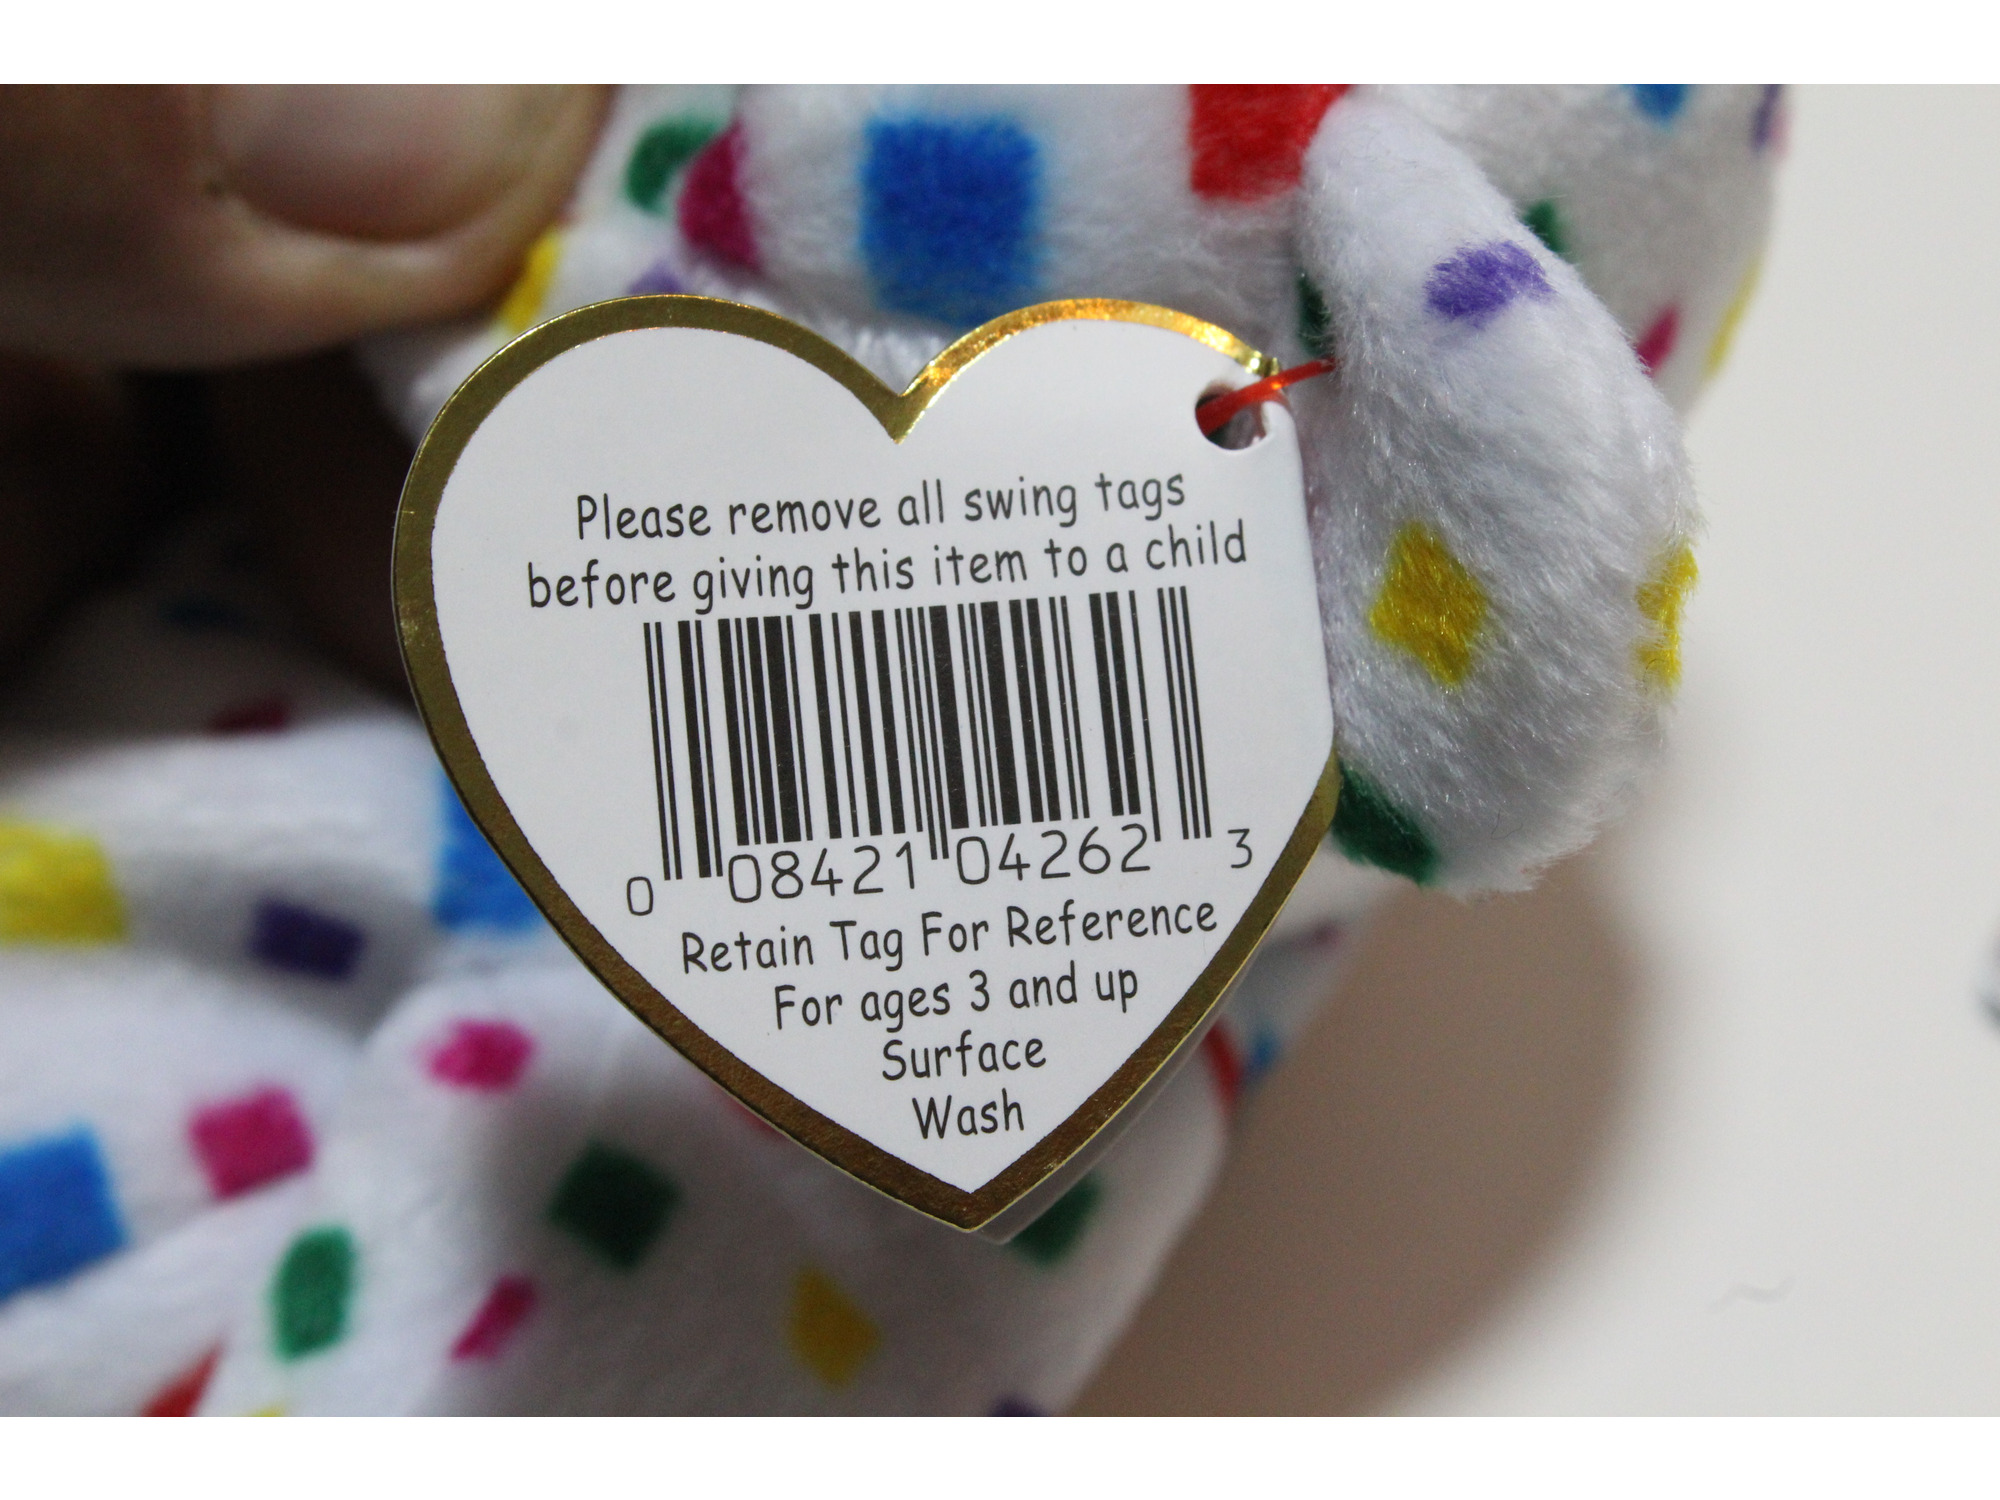 Please remove all swing tags
before giving this item to a child
0 08421 04262 3
Retain Tag For Reference
For ages 3 and up
Surface
Wash